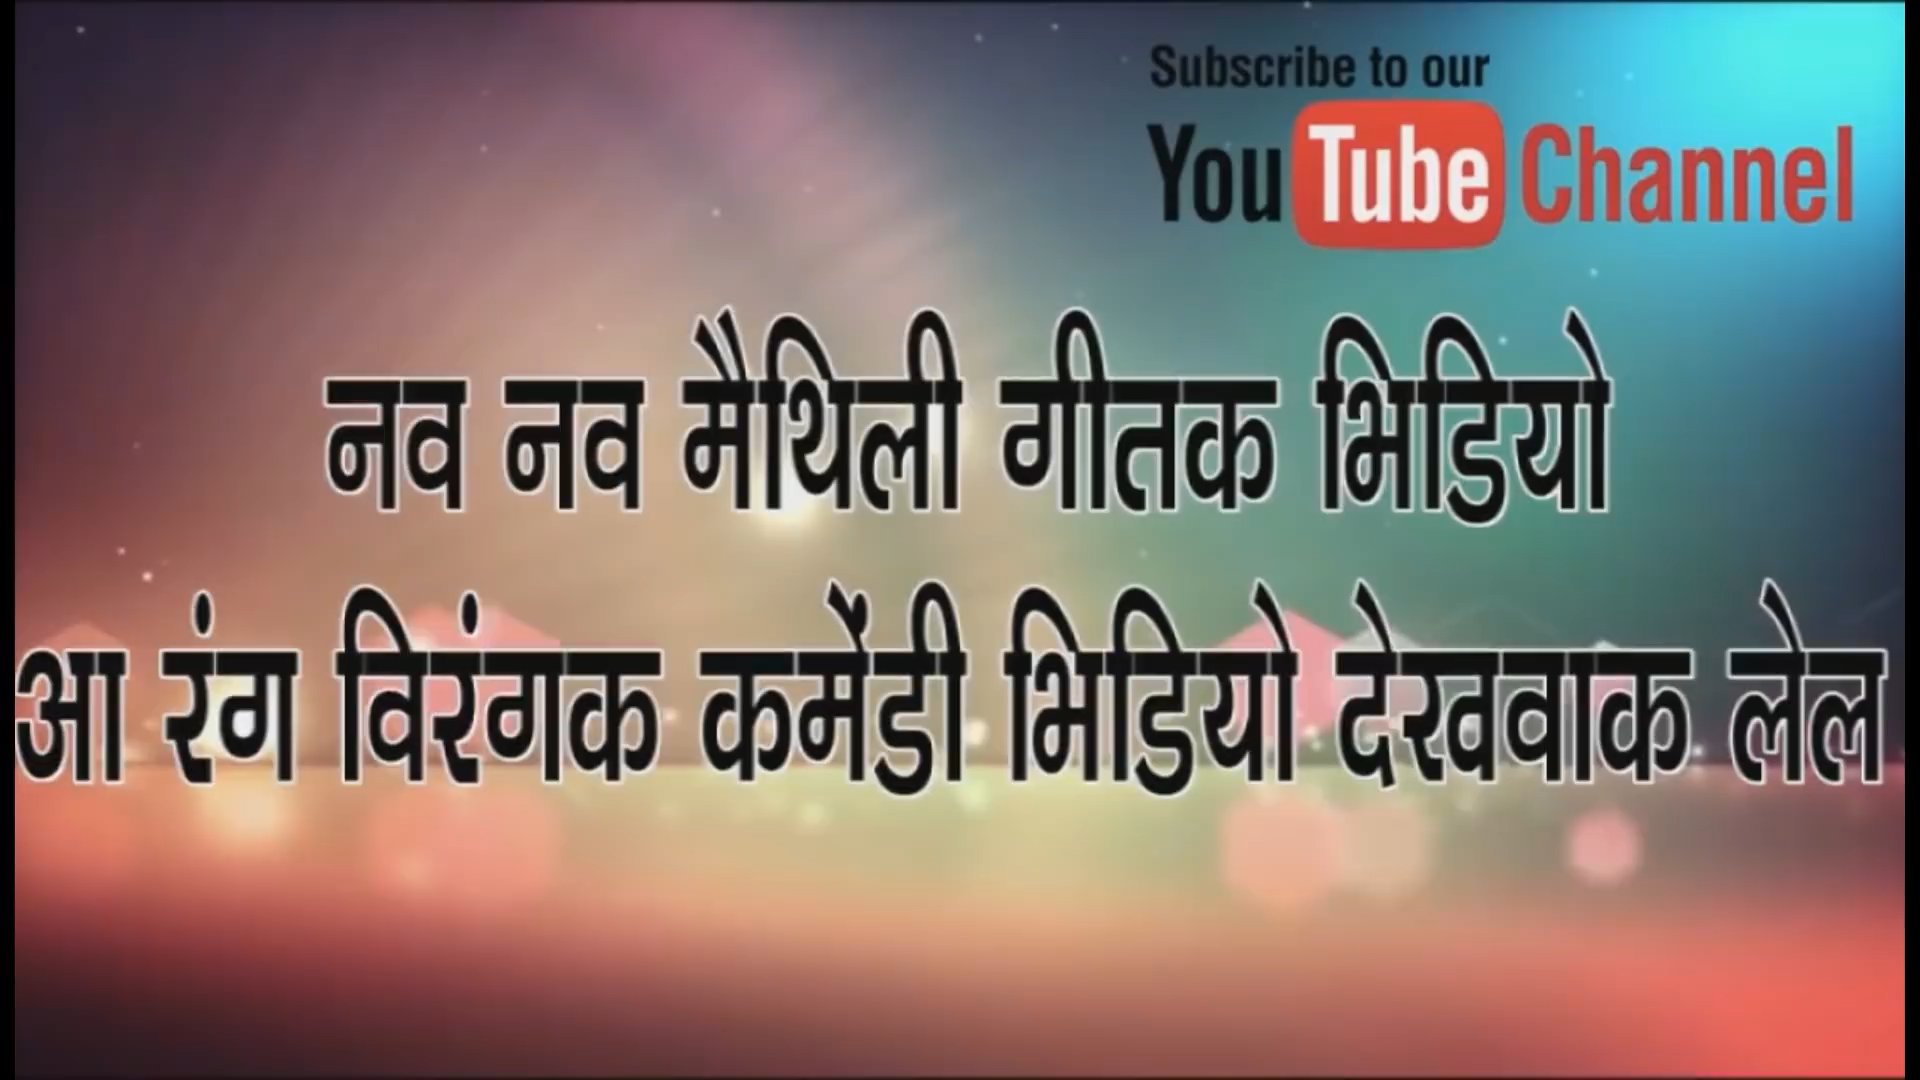 Subscribe to our
YouTube Channel
नव नव मैथिली गीतक भिडियो
आ रंग विरंगक कमेंडी भिडियो देखवाक लेल